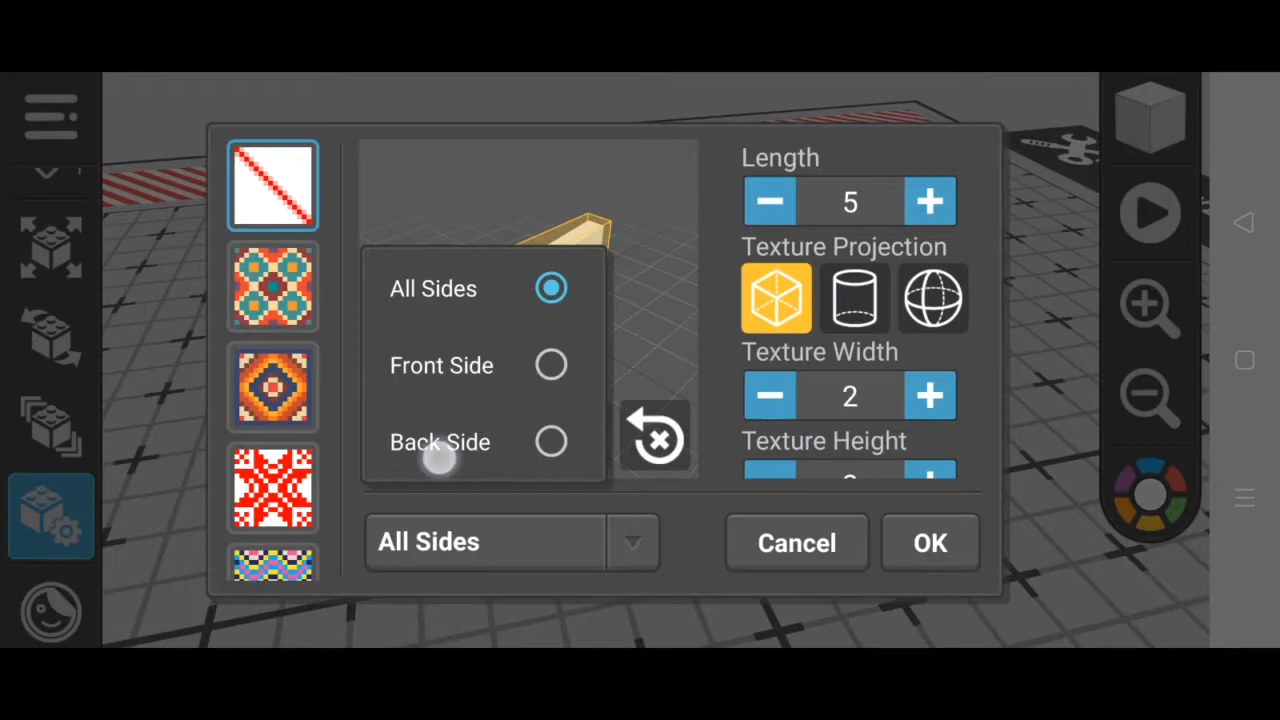 All Sides
Front Side
Back Side
All Sides
Length
5
Texture Projection
Texture Width
2
Texture Height
Cancel
OK